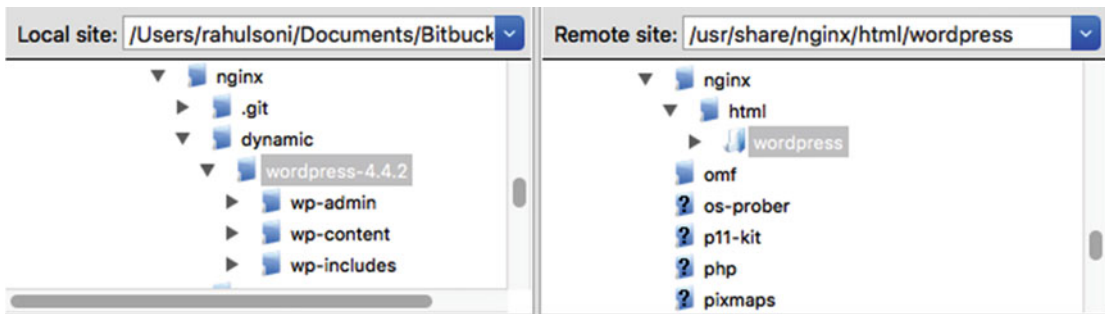 Local site: /Users/rahulsoni/Documents/Bitbuck
nginx
.git
dynamic
wordpress-4.4.2
wp-admin
wp-content
wp-includes
Remote site: /usr/share/nginx/html/wordpress
nginx
html
wordpress
omf
os-prober
p11-kit
php
pixmaps